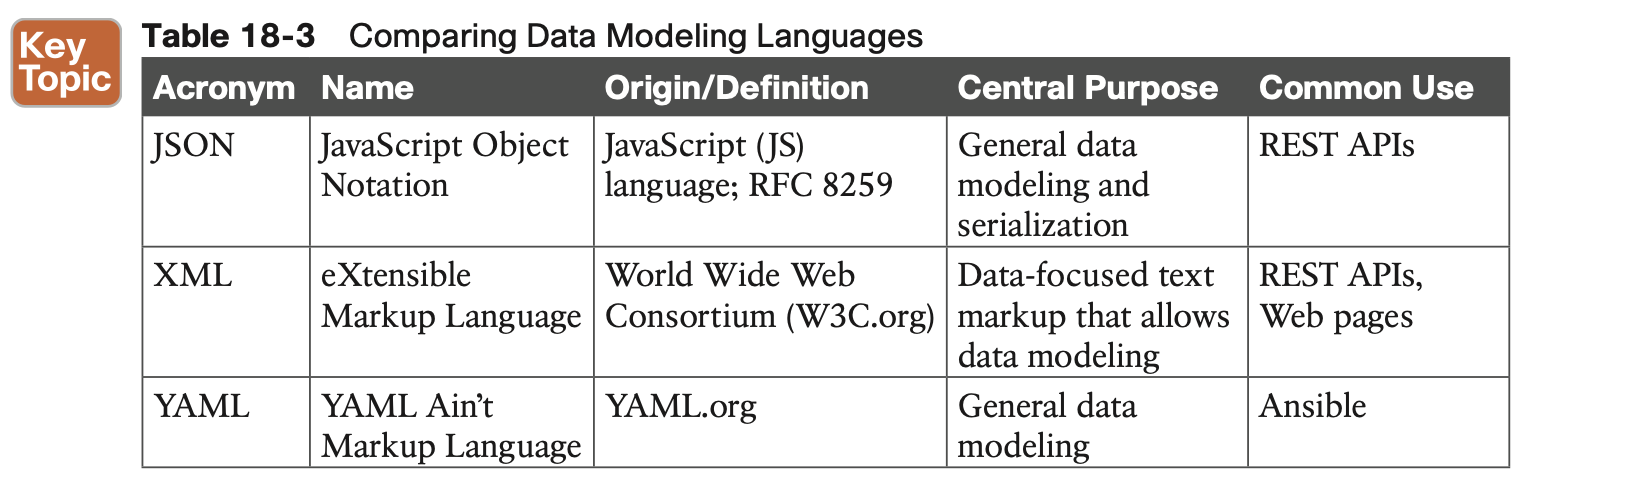 Key
Topic
Table 18-3 Comparing Data Modeling Languages
Acronym Name Origin/Definition Central Purpose Common Use
JSON
JavaScript Object
Notation
JavaScript (JS)
language; RFC 8259
General data
modeling and
serialization
REST APIs
XML
eXtensible
Markup Language
World Wide Web
Consortium (W3C.org)
Data-focused text
markup that allows
data modeling
REST APIs,
Web pages
YAML
YAML Ain’t
Markup Language
YAML.org
General data
modeling
Ansible